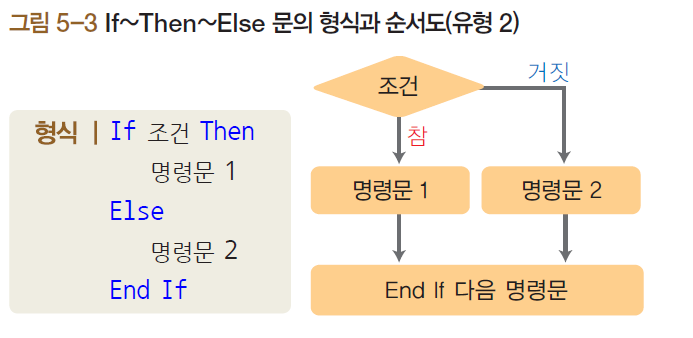 그림 5-3 If~Then~Else 문의 형식과 순서도(유형 2)
형식 | If 조건 Then
명령문 1
Else
명령문 2
End If
조건
거짓
참
명령문 1
명령문 2
End If 다음 명령문